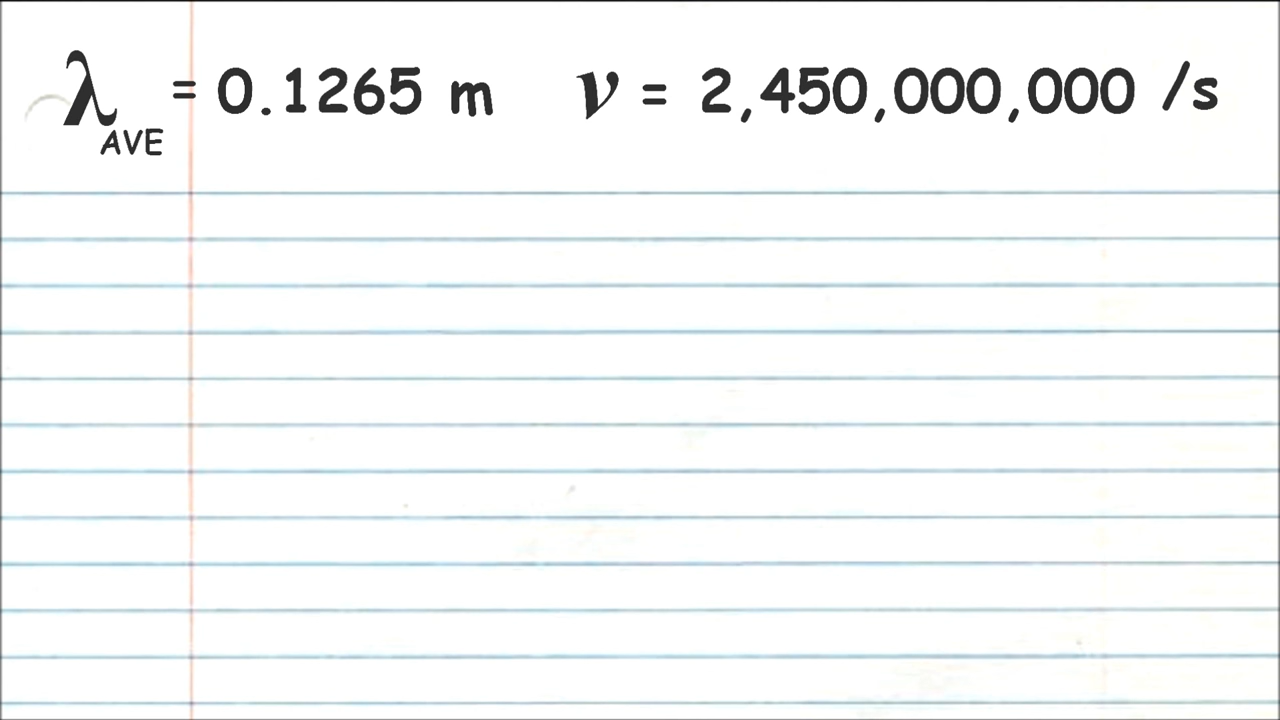 λAVE = 0.1265 m ν = 2,450,000,000 /s